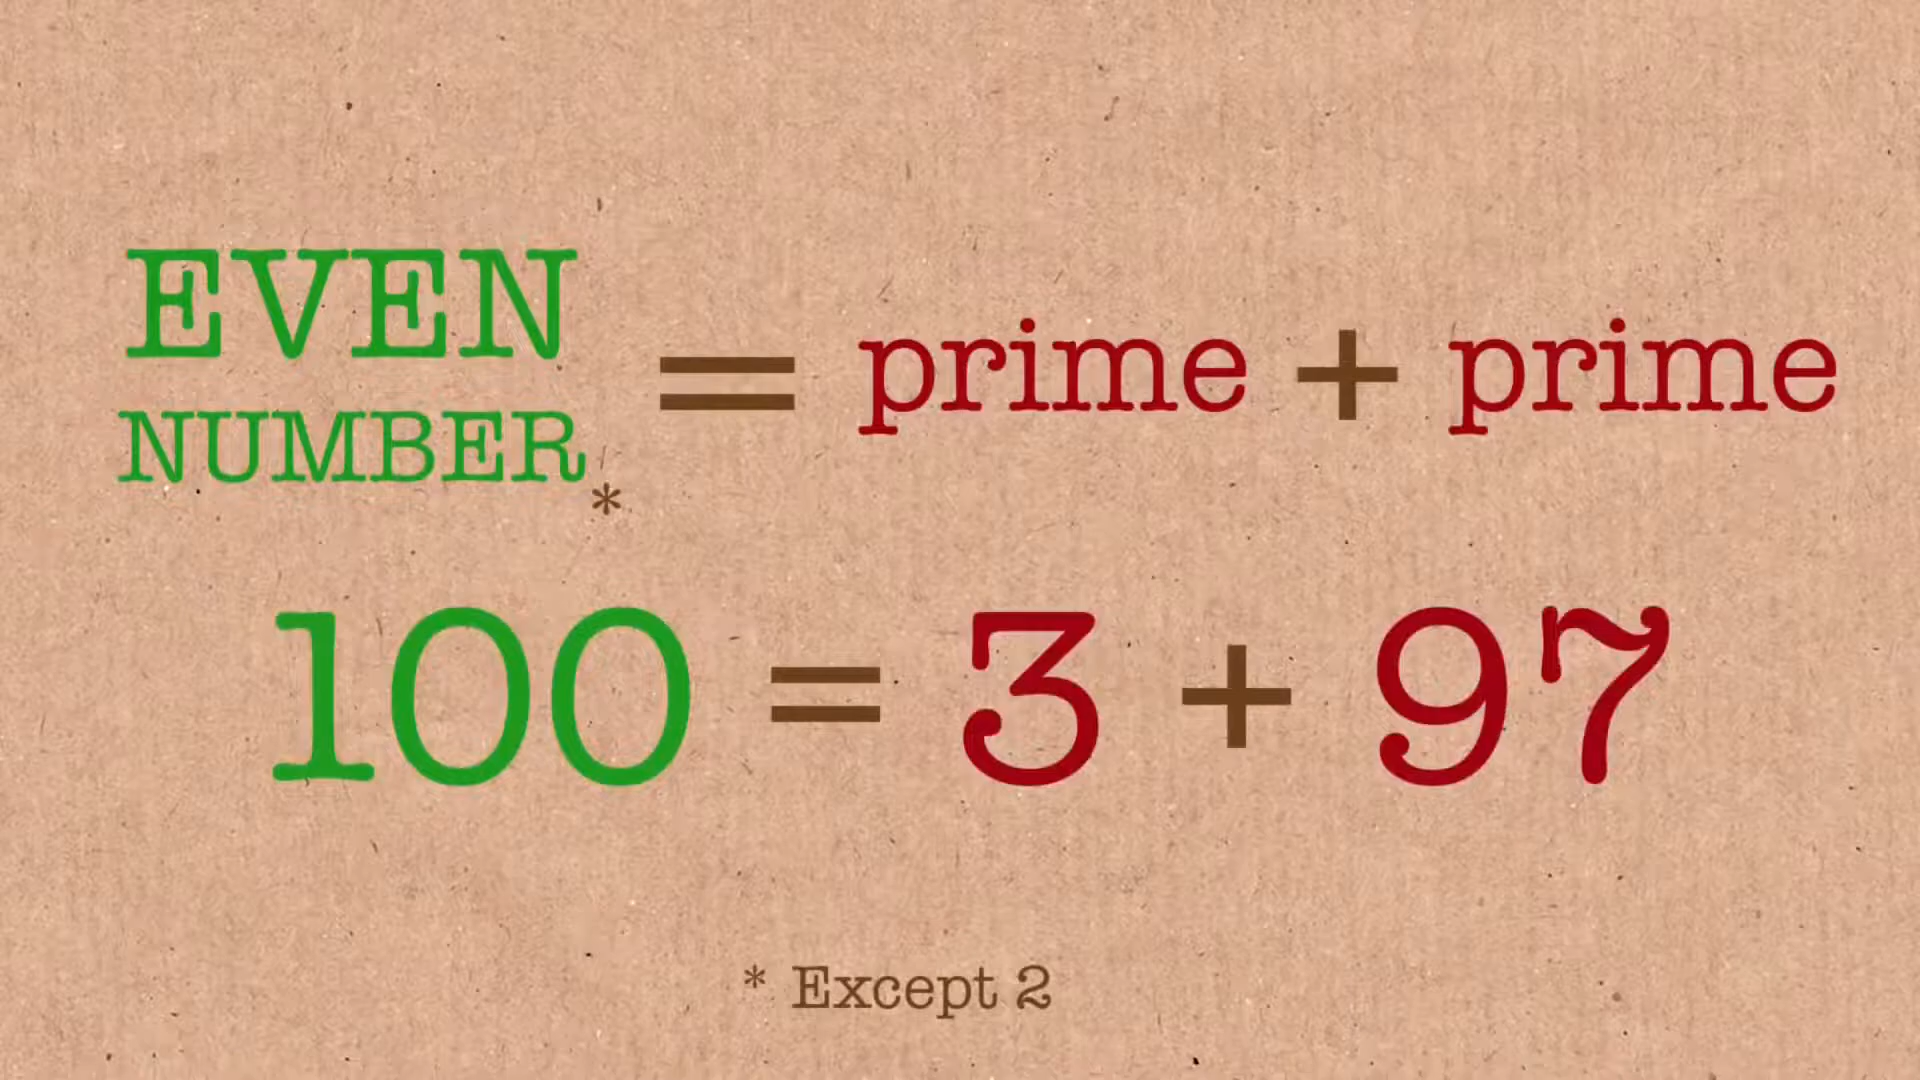 EVEN
NUMBER* = prime + prime
100 = 3 + 97
* Except 2